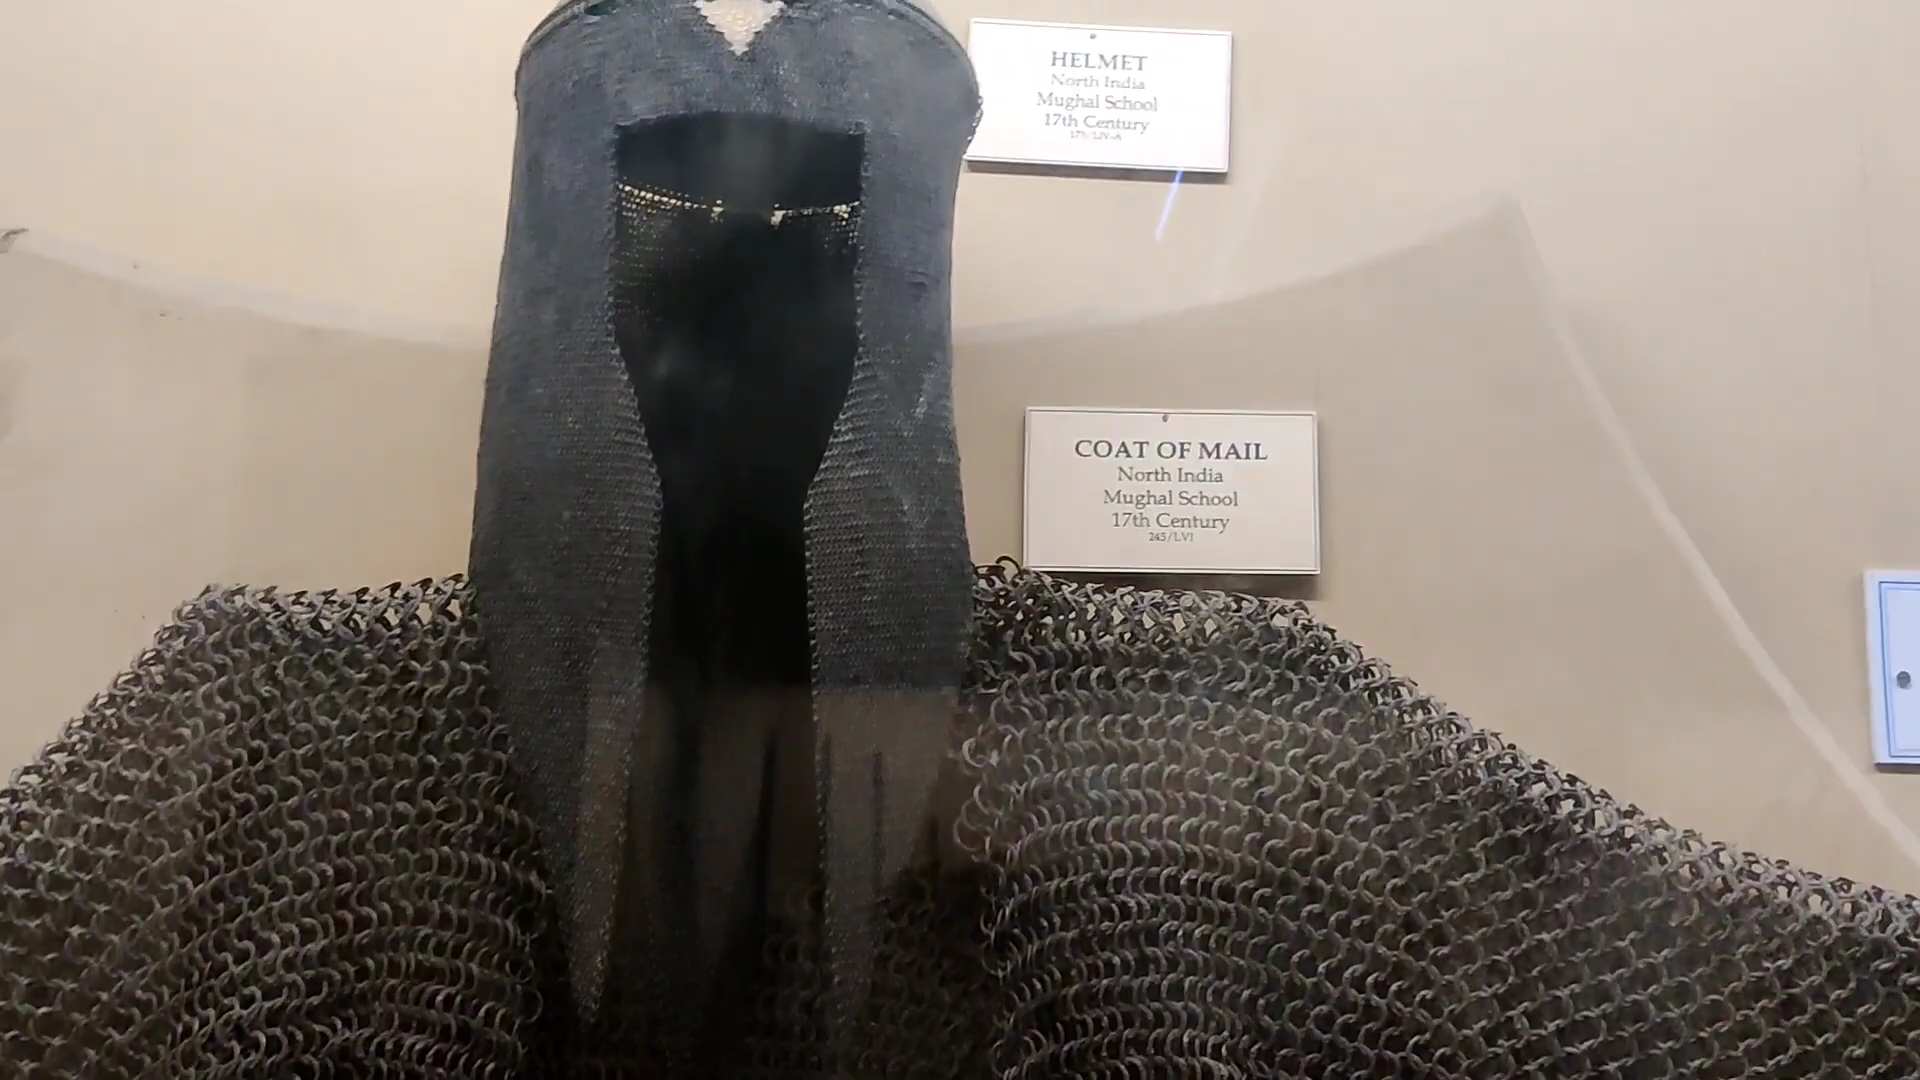 HELMET
North India
Mughal School
17th Century
COAT OF MAIL
North India
Mughal School
17th Century
245/LVI